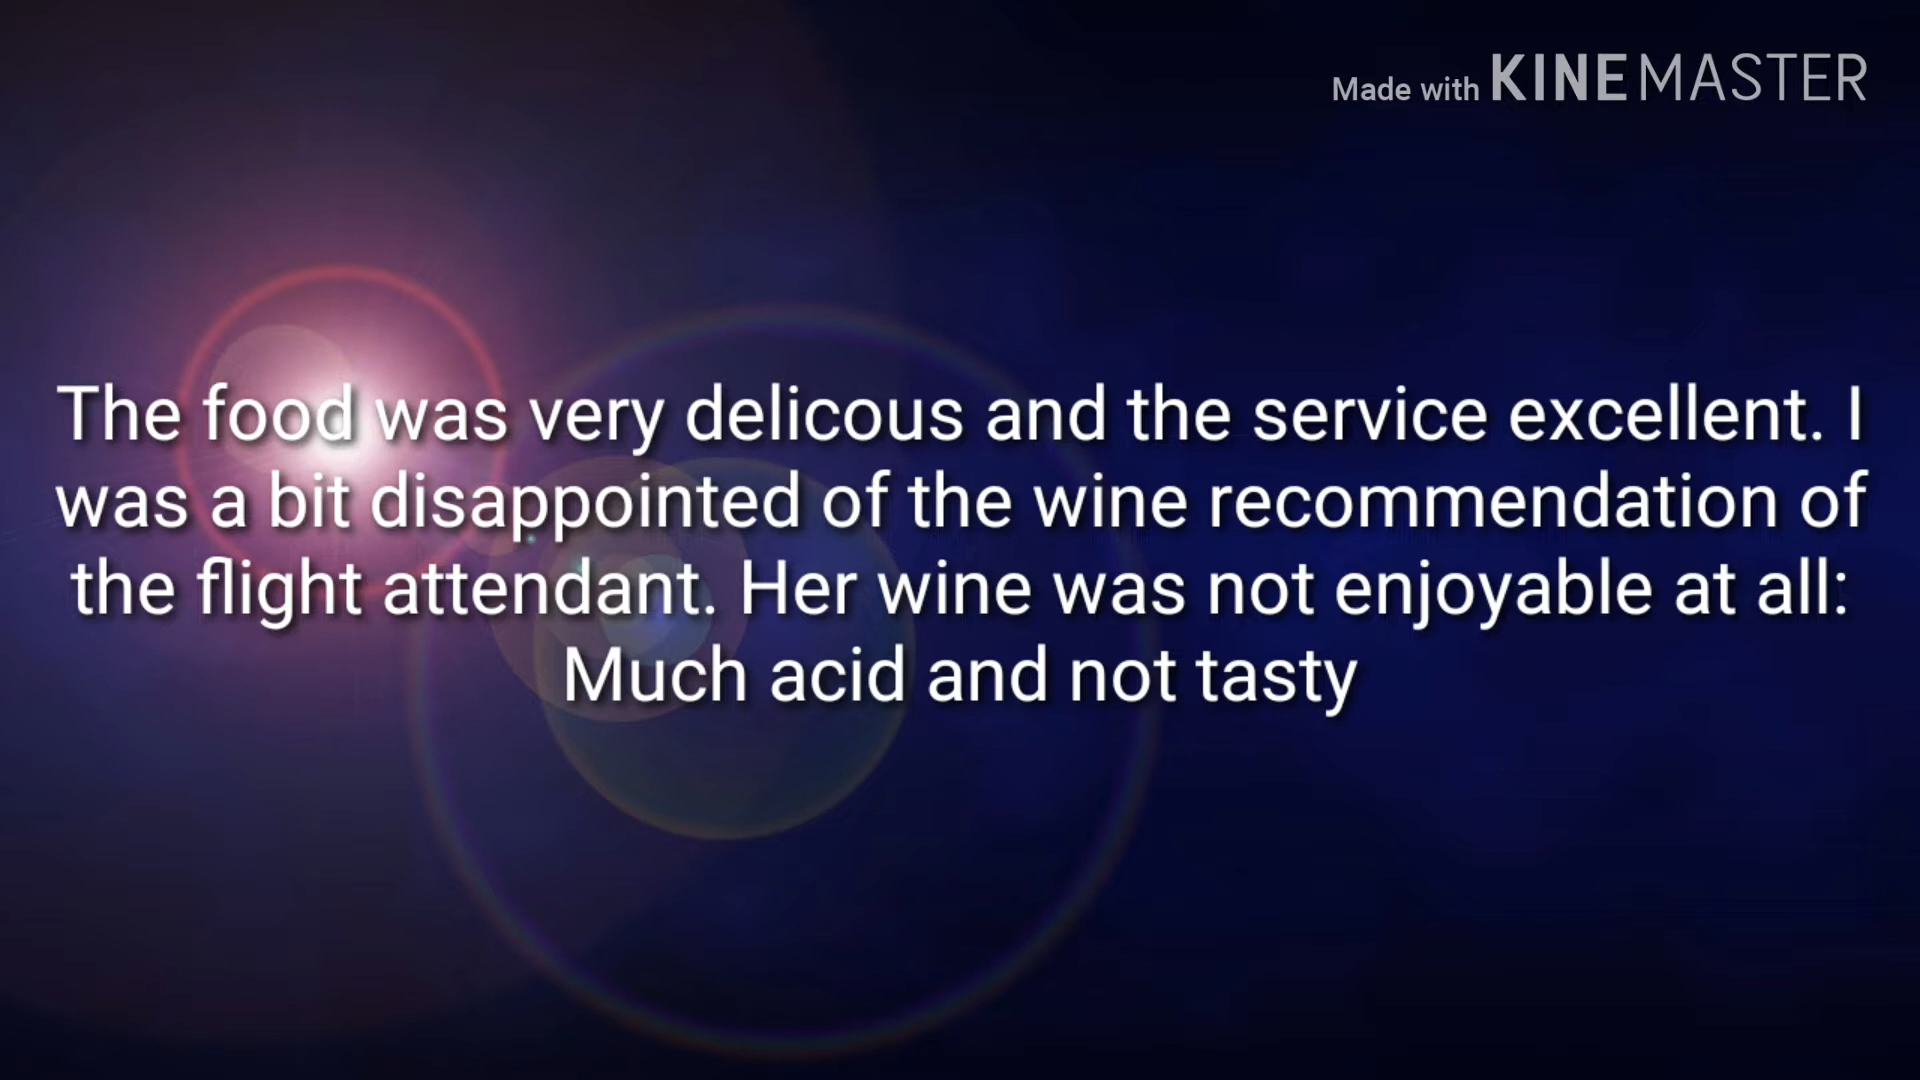 Made with KINEMASTER
The food was very delicous and the service excellent. I
was a bit disappointed of the wine recommendation of
the flight attendant. Her wine was not enjoyable at all:
Much acid and not tasty